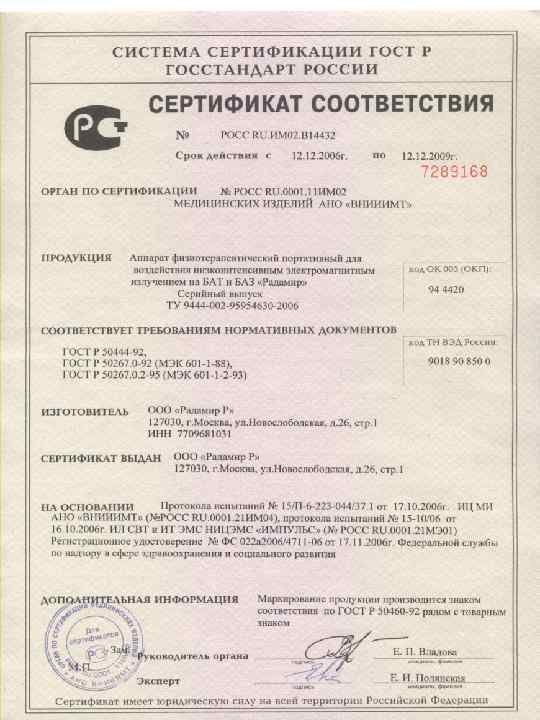 СИСТЕМА СЕРТИФИКАЦИИ ГОСТ Р
ГОССТАНДАРТ РОССИИ
СЕРТИФИКАТ СООТВЕТСТВИЯ
№ РОСС RU.ИМ02.В14432
Срок действия с 12.12.2006г. по 12.12.2009г.
7289168
ОРГАН ПО СЕРТИФИКАЦИИ № РОСС RU.0001.11ИМ02
МЕДИЦИНСКИХ ИЗДЕЛИЙ АНО «ВНИИИМТ»
ПРОДУКЦИЯ Аппарат физиотерапевтический портативный для
воздействия низкоинтенсивным электромагнитным
излучением на БАТ и БАЗ «Радамир»
Серийный выпуск
ТУ 9444-002-95954630-2006
код ОК 005 (ОКП):
94 4420
СООТВЕТСТВУЕТ ТРЕБОВАНИЯМ НОРМАТИВНЫХ ДОКУМЕНТОВ
ГОСТ Р 50444-92,
ГОСТ Р 50267.0-92 (МЭК 601-1-88),
ГОСТ Р 50267.0.2-95 (МЭК 601-1-2-93)
код ТН ВЭД России:
9018 90 850 0
ИЗГОТОВИТЕЛЬ ООО «Радамир Р»
127030, г.Москва, ул.Новослободская, д.26, стр.1
ИНН 7709681031
СЕРТИФИКАТ ВЫДАН ООО «Радамир Р»
127030, г.Москва, ул.Новослободская, д.26, стр.1
НА ОСНОВАНИИ Протокола испытаний № 15/П-6-223-044/37.1 от 17.10.2006г. ИЦ МИ
АНО «ВНИИИМТ» (№РОСС RU.0001.21ИМ04), протокола испытаний № 15-10/06 от
16.10.2006г. ИЛ СВТ и ИТ ЭМС НИЦЭМС «ИМПУЛЬС» (№ РОСС RU.0001.21МЭ01)
Регистрационное удостоверение № ФС 022а2006/4711-06 от 17.11.2006г. Федеральной службы
по надзору в сфере здравоохранения и социального развития
ДОПОЛНИТЕЛЬНАЯ ИНФОРМАЦИЯ Маркирование продукции производится знаком
соответствия по ГОСТ Р 50460-92 рядом с товарным
знаком
Для
сертификатов
Зам. Руководитель органа Е. П. Владова
подпись инициалы, фамилия
М.П.
Эксперт Е. И. Полянская
подпись инициалы, фамилия
Сертификат имеет юридическую силу на всей территории Российской Федерации